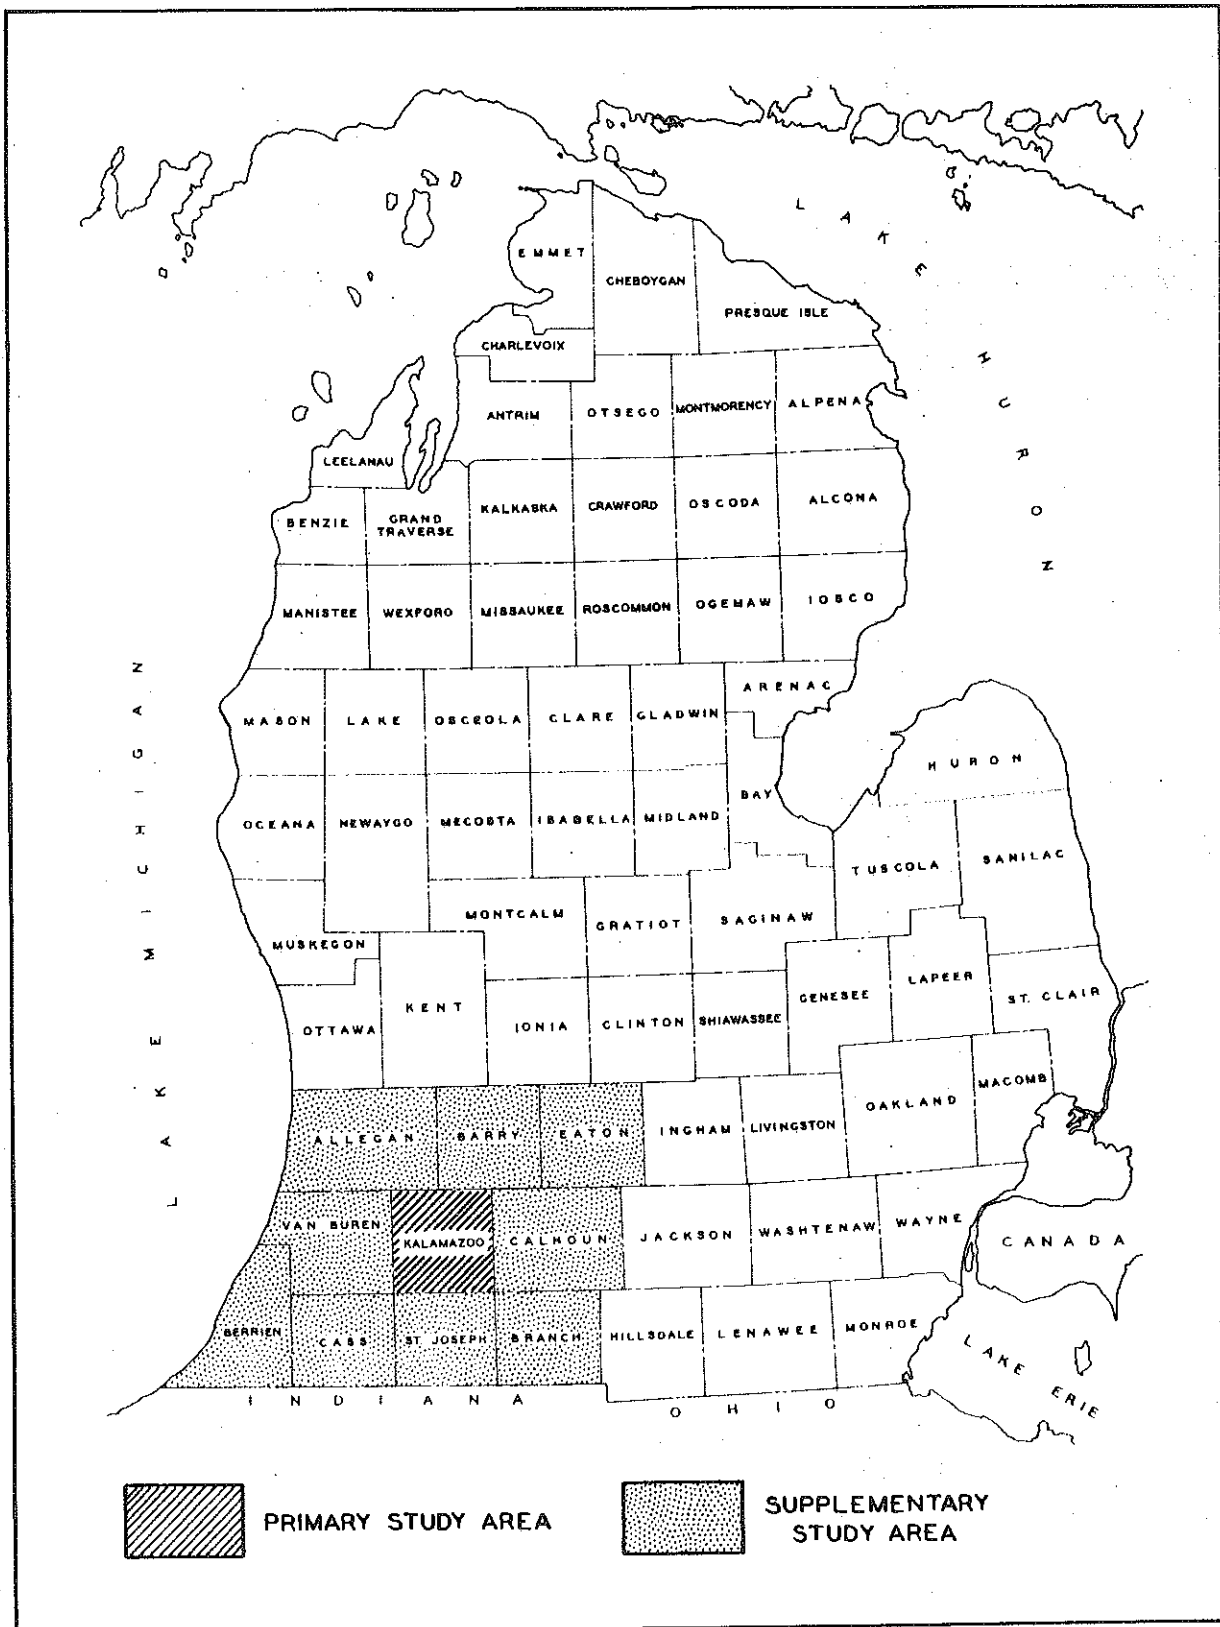 LAKE
HURON
EMMET
CHEBOYGAN
PRESQUE ISLE
CHARLEVOIX
ANTRIM
OTSEGO
MONTMORENCY
ALPENA
LEELANAU
BENZIE
GRAND
TRAVERSE
KALKASKA
CRAWFORD
OSCODA
ALCONA
MANISTEE
WEXFORD
MISSAUKEE
ROSCOMMON
OGEMAW
IOSCO
LAKE MICHIGAN
MASON
LAKE
OSCEOLA
CLARE
GLADWIN
ARENAC
HURON
OCEANA
NEWAYGO
MECOSTA
ISABELLA
MIDLAND
BAY
TUSCOLA
SANILAC
MUSKEGON
MONTCALM
GRATIOT
SAGINAW
OTTAWA
KENT
IONIA
CLINTON
SHIAWASSEE
GENESEE
LAPEER
ST. CLAIR
ALLEGAN
BARRY
EATON
INGHAM
LIVINGSTON
OAKLAND
MACOMB
VAN BUREN
KALAMAZOO
CALHOUN
JACKSON
WASHTENAW
WAYNE
CANADA
BERRIEN
CASS
ST. JOSEPH
BRANCH
HILLSDALE
LENAWEE
MONROE
LAKE ERIE
INDIANA
OHIO
PRIMARY STUDY AREA
SUPPLEMENTARY
STUDY AREA